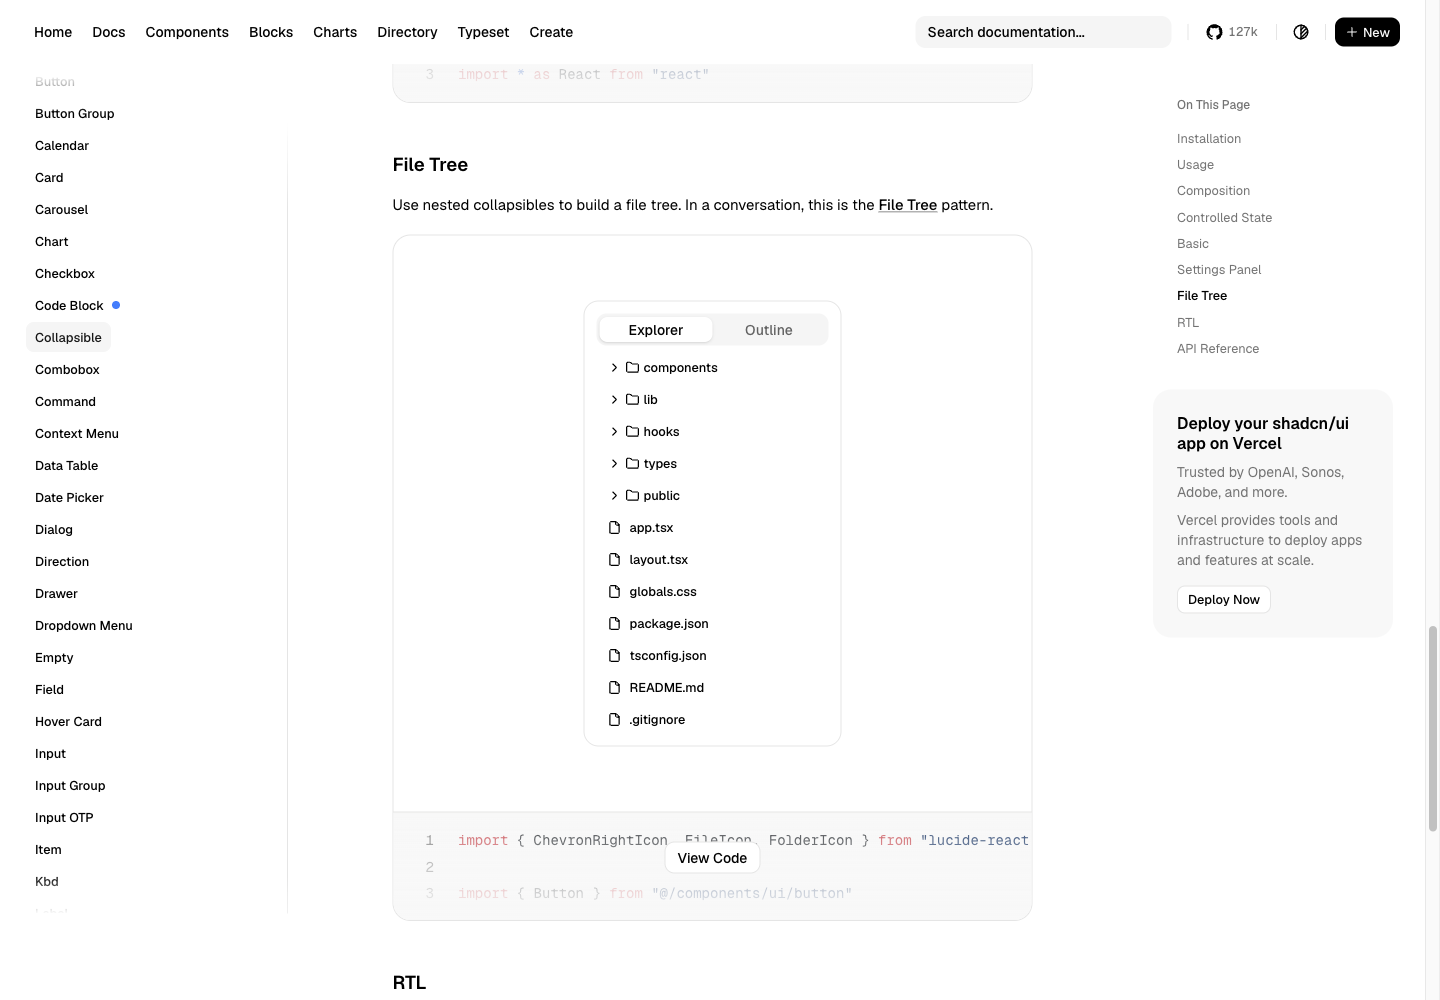 Home Docs Components Blocks Charts Directory Typeset Create
Search documentation...
127k
New
Button
Button Group
Calendar
Card
Carousel
Chart
Checkbox
Code Block
Collapsible
Combobox
Command
Context Menu
Data Table
Date Picker
Dialog
Direction
Drawer
Dropdown Menu
Empty
Field
Hover Card
Input
Input Group
Input OTP
Item
Kbd
Label
3 import * as React from "react"
File Tree
Use nested collapsibles to build a file tree. In a conversation, this is the File Tree pattern.
Explorer Outline
components
lib
hooks
types
public
app.tsx
layout.tsx
globals.css
package.json
tsconfig.json
README.md
.gitignore
1 import { ChevronRightIcon, FileIcon, FolderIcon } from "lucide-react
2
View Code
3 import { Button } from "@/components/ui/button"
RTL
On This Page
Installation
Usage
Composition
Controlled State
Basic
Settings Panel
File Tree
RTL
API Reference
Deploy your shadcn/ui
app on Vercel
Trusted by OpenAI, Sonos,
Adobe, and more.
Vercel provides tools and
infrastructure to deploy apps
and features at scale.
Deploy Now